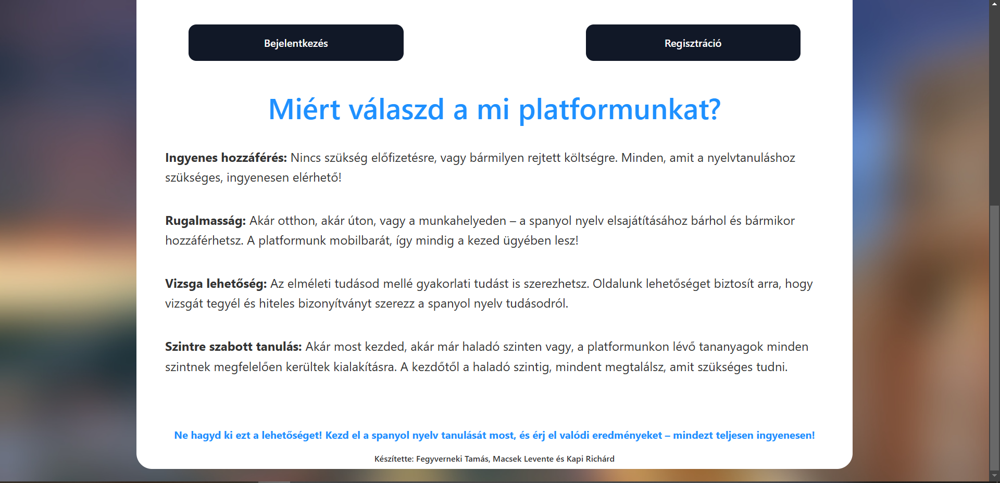 Bejelentkezés
Regisztráció
Miért válaszd a mi platformunkat?
Ingyenes hozzáférés: Nincs szükség előfizetésre, vagy bármilyen rejtett költségre. Minden, amit a nyelvtanuláshoz
szükséges, ingyenesen elérhető!
Rugalmasság: Akár otthon, akár úton, vagy a munkahelyeden – a spanyol nyelv elsajátításához bárhol és bármikor
hozzáférhetsz. A platformunk mobilbarát, így mindig a kezed ügyében lesz!
Vizsga lehetőség: Az elméleti tudásod mellé gyakorlati tudást is szerezhetsz. Oldalunk lehetőséget biztosít arra, hogy
vizsgát tegyél és hiteles bizonyítványt szerezz a spanyol nyelv tudásodról.
Szintre szabott tanulás: Akár most kezded, akár már haladó szinten vagy, a platformunkon lévő tananyagok minden
szintnek megfelelően kerültek kialakításra. A kezdőtől a haladó szintig, mindent megtalálsz, amit szükséges tudni.
Ne hagyd ki ezt a lehetőséget! Kezd el a spanyol nyelv tanulását most, és érj el valódi eredményeket – mindezt teljesen ingyenesen!
Készítette: Fegyverneki Tamás, Macsek Levente és Kapi Richárd